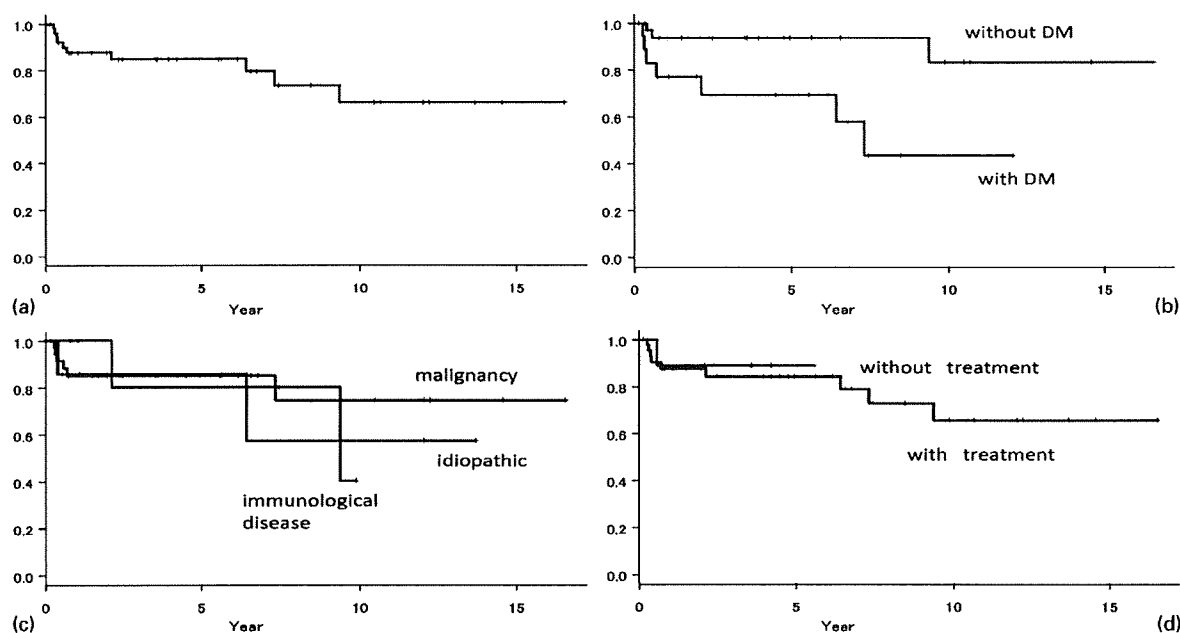 1.0
0.8
0.6
0.4
0.2
0.0
0 5 10 15
Year
(a)
1.0
0.8
0.6
0.4
0.2
0.0
without DM
with DM
0 5 10 15
Year
(b)
1.0
0.8
0.6
0.4
0.2
0.0
malignancy
idiopathic
immunological
disease
0 5 10 15
Year
(c)
1.0
0.8
0.6
0.4
0.2
0.0
without treatment
with treatment
0 5 10 15
Year
(d)